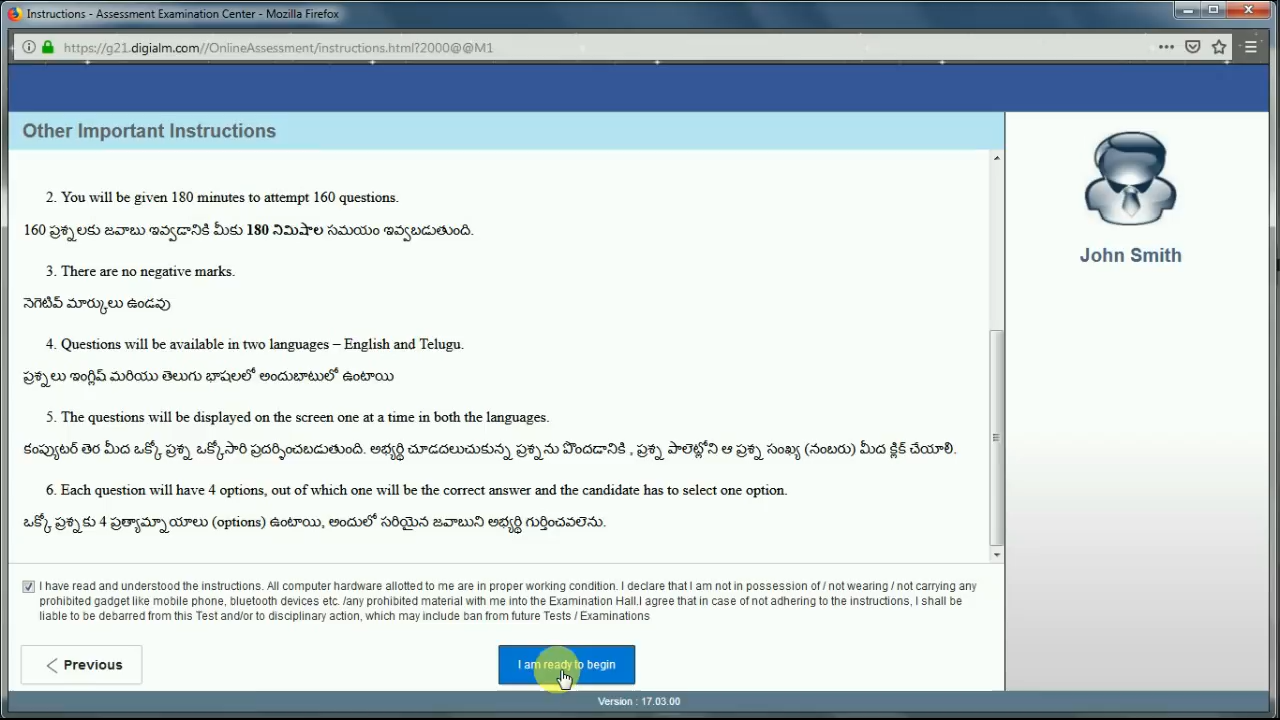 Instructions - Assessment Examination Center - Mozilla Firefox
https://g21.digialm.com//OnlineAssessment/instructions.html?2000@@M1
Other Important Instructions
2. You will be given 180 minutes to attempt 160 questions.
160 ప్రశ్నలకు జవాబు ఇవ్వడానికి మీకు 180 నిమిషాల సమయం ఇవ్వబడుతుంది.
3. There are no negative marks.
నెగెటివ్ మార్కులు ఉండవు
4. Questions will be available in two languages – English and Telugu.
ప్రశ్నలు ఇంగ్లిష్ మరియు తెలుగు భాషలలో అందుబాటులో ఉంటాయి
5. The questions will be displayed on the screen one at a time in both the languages.
కంప్యుటర్ తెర మీద ఒక్కో ప్రశ్న ఒక్కోసారి ప్రదర్శించబడుతుంది. అభ్యర్థి చూడదలుచుకున్న ప్రశ్నను పొందడానికి , ప్రశ్న పాలెట్లోని ఆ ప్రశ్న సంఖ్య (నంబరు) మీద క్లిక్ చేయాలి.
6. Each question will have 4 options, out of which one will be the correct answer and the candidate has to select one option.
ఒక్కో ప్రశ్నకు 4 ప్రత్యామ్నాయాలు (options) ఉంటాయి, అందులో సరియైన జవాబుని అభ్యర్థి గుర్తించవలెను.
I have read and understood the instructions. All computer hardware allotted to me are in proper working condition. I declare that I am not in possession of / not wearing / not carrying any
prohibited gadget like mobile phone, bluetooth devices etc. /any prohibited material with me into the Examination Hall.I agree that in case of not adhering to the instructions, I shall be
liable to be debarred from this Test and/or to disciplinary action, which may include ban from future Tests / Examinations
Previous
I am ready to begin
John Smith
Version : 17.03.00